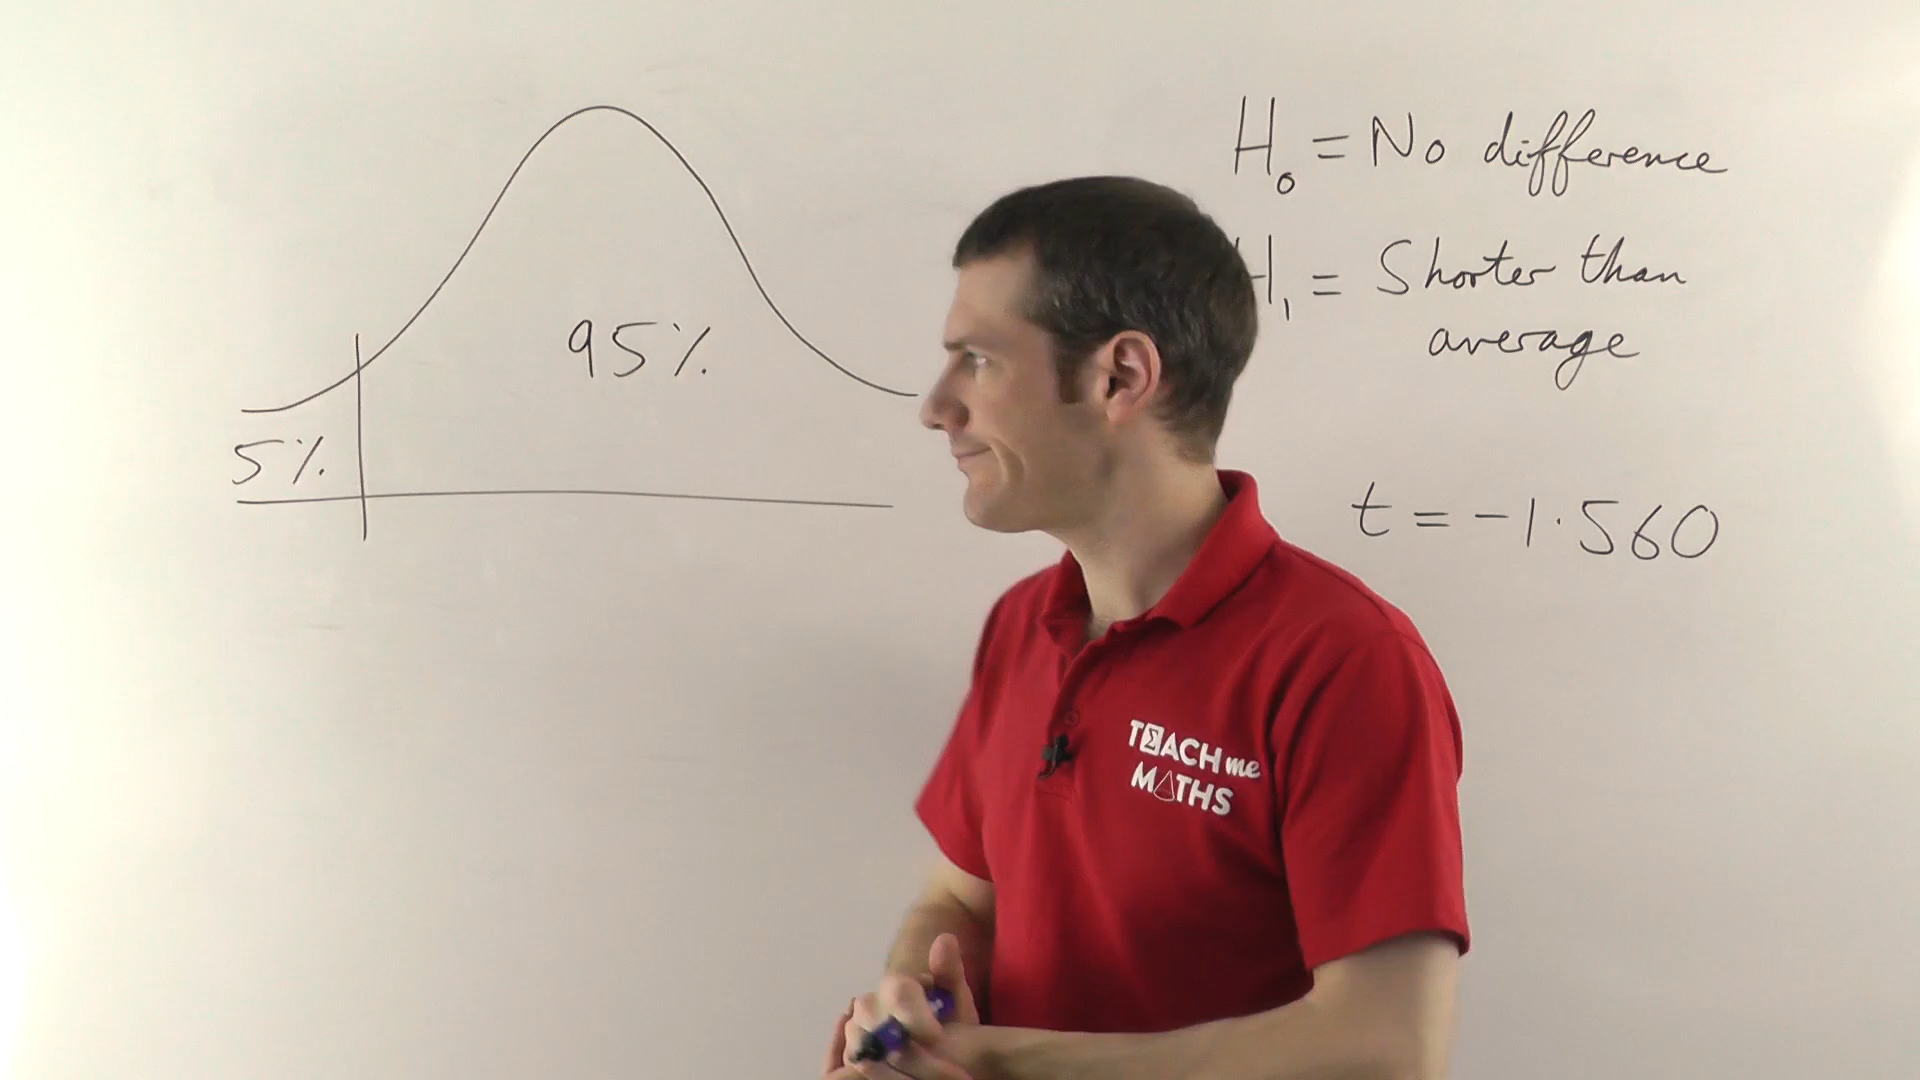 95%
5%
H₀ = No difference
H₁ = Shorter than
average
t = -1.560
TEACH me
MATHS